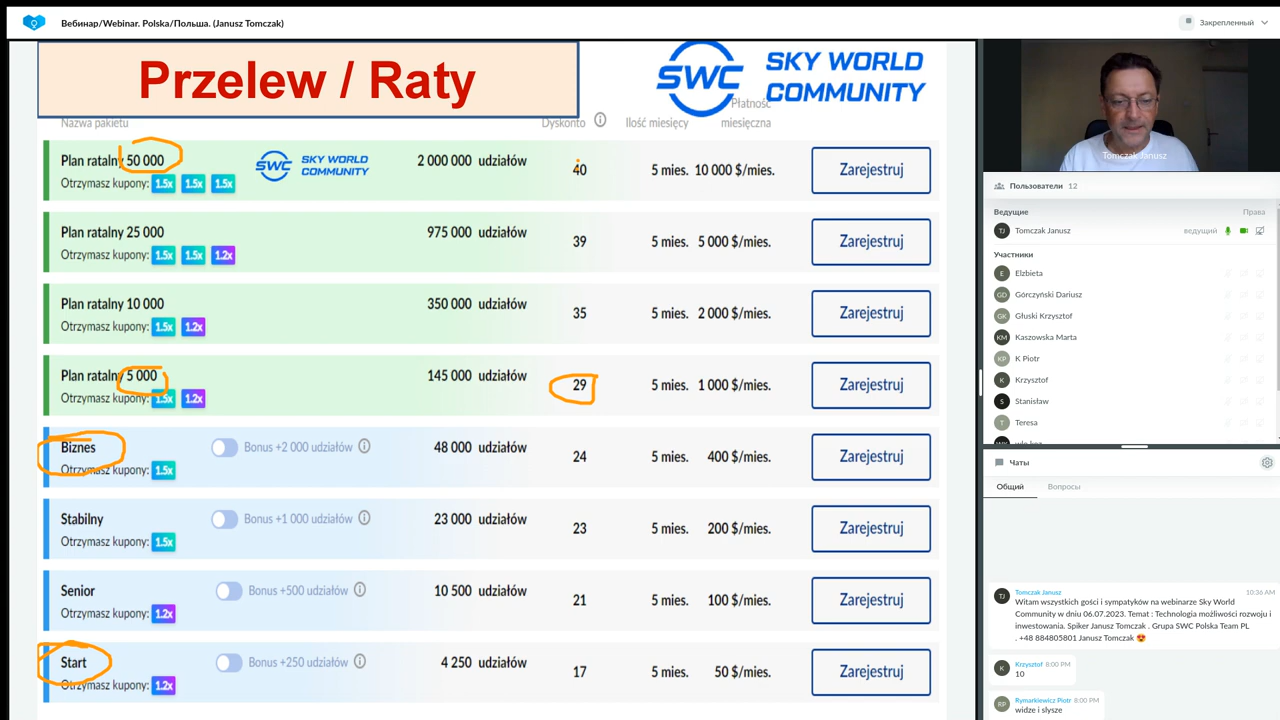 Вебинар/Webinar. Polska/Польша. (Janusz Tomczak)
Закрепленный
Przelew / Raty
SWC SKY WORLD COMMUNITY
Nazwa pakietu Dyskonto Ilość miesięcy Płatność miesięczna
Plan ratalny 50 000 SWC SKY WORLD COMMUNITY 2 000 000 udziałów 40 5 mies. 10 000 $/mies. Zarejestruj
Otrzymasz kupony: 1.5x 1.5x 1.5x
Plan ratalny 25 000 975 000 udziałów 39 5 mies. 5 000 $/mies. Zarejestruj
Otrzymasz kupony: 1.5x 1.5x 1.2x
Plan ratalny 10 000 350 000 udziałów 35 5 mies. 2 000 $/mies. Zarejestruj
Otrzymasz kupony: 1.5x 1.2x
Plan ratalny 5 000 145 000 udziałów 29 5 mies. 1 000 $/mies. Zarejestruj
Otrzymasz kupony: 1.5x 1.2x
Biznes Bonus +2 000 udziałów 48 000 udziałów 24 5 mies. 400 $/mies. Zarejestruj
Otrzymasz kupony: 1.5x
Stabilny Bonus +1 000 udziałów 23 000 udziałów 23 5 mies. 200 $/mies. Zarejestruj
Otrzymasz kupony: 1.5x
Senior Bonus +500 udziałów 10 500 udziałów 21 5 mies. 100 $/mies. Zarejestruj
Otrzymasz kupony: 1.2x
Start Bonus +250 udziałów 4 250 udziałów 17 5 mies. 50 $/mies. Zarejestruj
Otrzymasz kupony: 1.2x
Tomczak Janusz
Пользователи 12
Ведущие Права
TJ Tomczak Janusz ведущий
Участники
E Elzbieta
GD Górczyński Dariusz
GK Głuski Krzysztof
KM Kaszowska Marta
KP K Piotr
K Krzysztof
S Stanisław
T Teresa
Чаты
Общий Вопросы
TJ Tomczak Janusz 10:36 AM
Witam wszystkich gości i sympatyków na webinarze Sky World
Community w dniu 06.07.2023. Temat : Technologia możliwości rozwoju i
inwestowania. Spiker Janusz Tomczak . Grupa SWC Polska Team PL
. +48 884805801 Janusz Tomczak 😍
K Krzysztof 8:00 PM
10
RP Rymarkiewicz Piotr 8:00 PM
widze i slysze